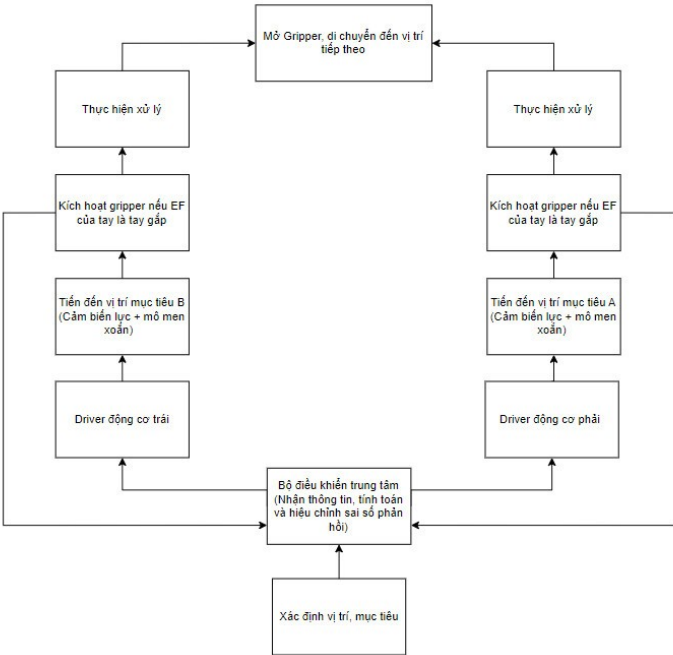 Mở Gripper, di chuyển đến vị trí
tiếp theo
Thực hiện xử lý
Thực hiện xử lý
Kích hoạt gripper nếu EF
của tay là tay gắp
Kích hoạt gripper nếu EF
của tay là tay gắp
Tiến đến vị trí mục tiêu B
(Cảm biến lực + mô men
xoắn)
Tiến đến vị trí mục tiêu A
(Cảm biến lực + mô men
xoắn)
Driver động cơ trái
Driver động cơ phải
Bộ điều khiển trung tâm
(Nhận thông tin, tính toán
và hiệu chỉnh sai số phản
hồi)
Xác định vị trí, mục tiêu